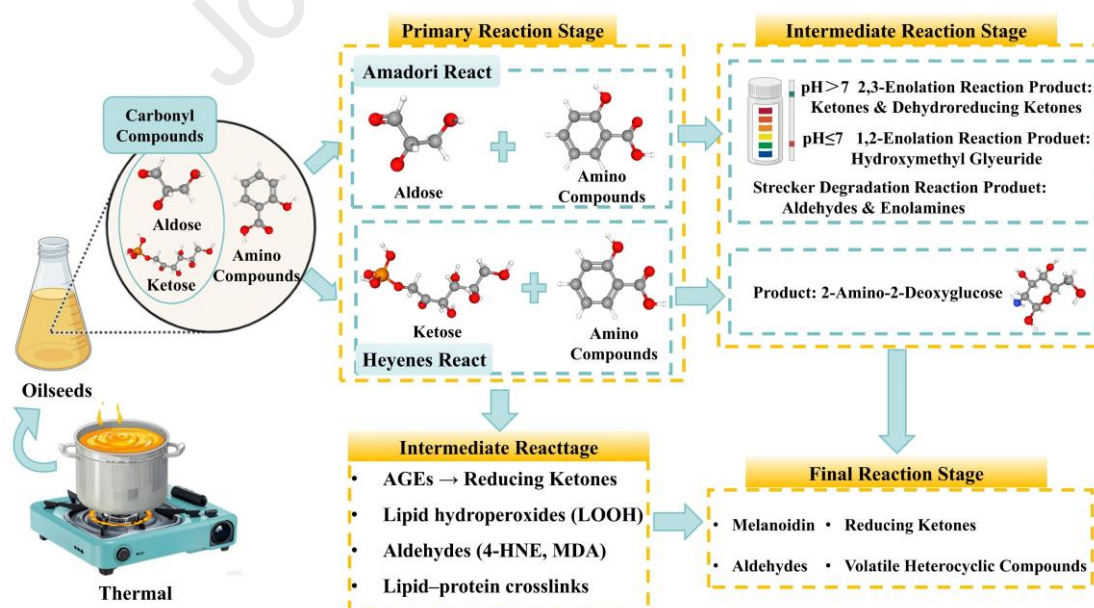 Jo
Primary Reaction Stage
Intermediate Reaction Stage
Carbonyl
Compounds
Aldose
Ketose
Amino
Compounds
Oilseeds
Thermal
Amadori React
Aldose
Amino
Compounds
Ketose
Amino
Compounds
Heyenes React
pH＞7 2,3-Enolation Reaction Product:
Ketones & Dehydroreducing Ketones
pH≤7 1,2-Enolation Reaction Product:
Hydroxymethyl Glyeuride
Strecker Degradation Reaction Product:
Aldehydes & Enolamines
Product: 2-Amino-2-Deoxyglucose
Intermediate Reacttage
• AGEs → Reducing Ketones
• Lipid hydroperoxides (LOOH)
• Aldehydes (4-HNE, MDA)
• Lipid–protein crosslinks
Final Reaction Stage
• Melanoidin • Reducing Ketones
• Aldehydes • Volatile Heterocyclic Compounds